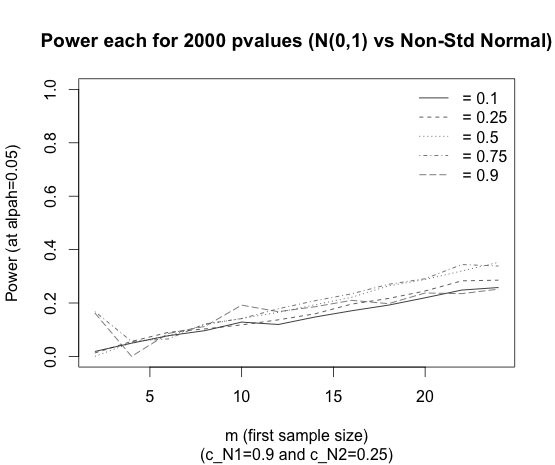 Power each for 2000 pvalues (N(0,1) vs Non-Std Normal)
Power (at alpah=0.05)
1.0
0.8
0.6
0.4
0.2
0.0
= 0.1
= 0.25
= 0.5
= 0.75
= 0.9
5 10 15 20
m (first sample size)
(c_N1=0.9 and c_N2=0.25)